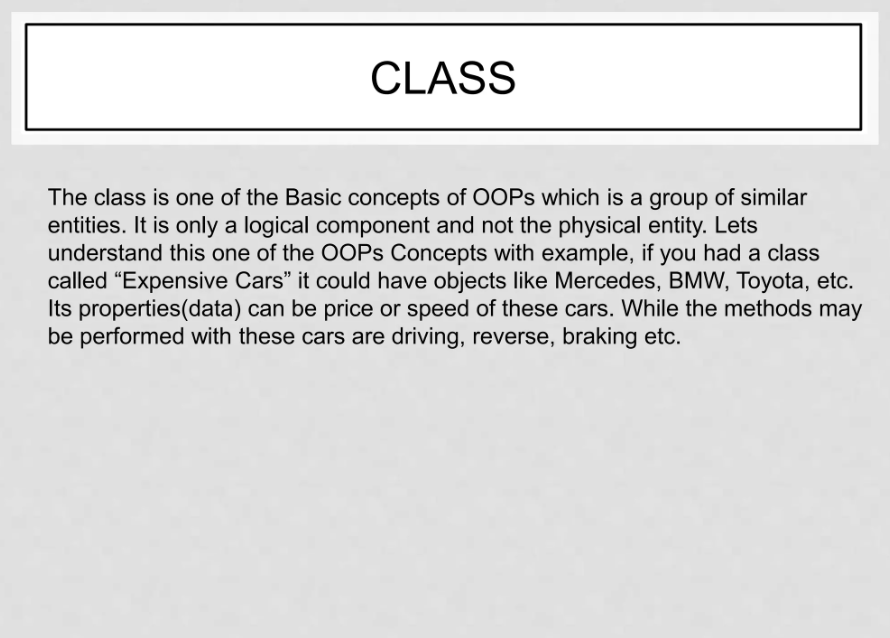 CLASS
The class is one of the Basic concepts of OOPs which is a group of similar
entities. It is only a logical component and not the physical entity. Lets
understand this one of the OOPs Concepts with example, if you had a class
called “Expensive Cars” it could have objects like Mercedes, BMW, Toyota, etc.
Its properties(data) can be price or speed of these cars. While the methods may
be performed with these cars are driving, reverse, braking etc.